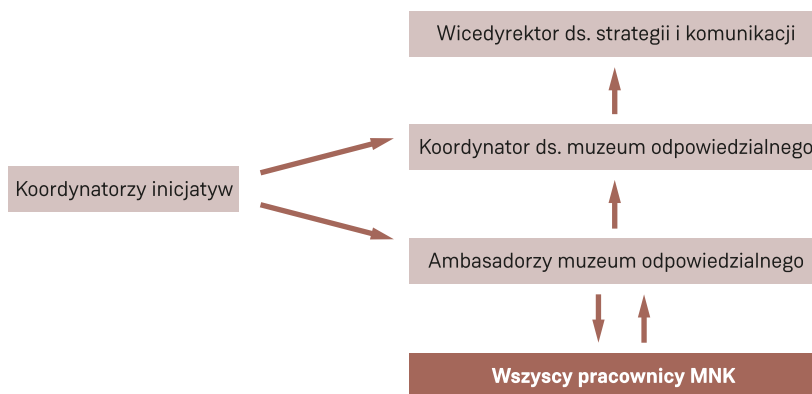 Wicedyrektor ds. strategii i komunikacji
Koordynator ds. muzeum odpowiedzialnego
Koordynatorzy inicjatyw
Ambasadorzy muzeum odpowiedzialnego
Wszyscy pracownicy MNK